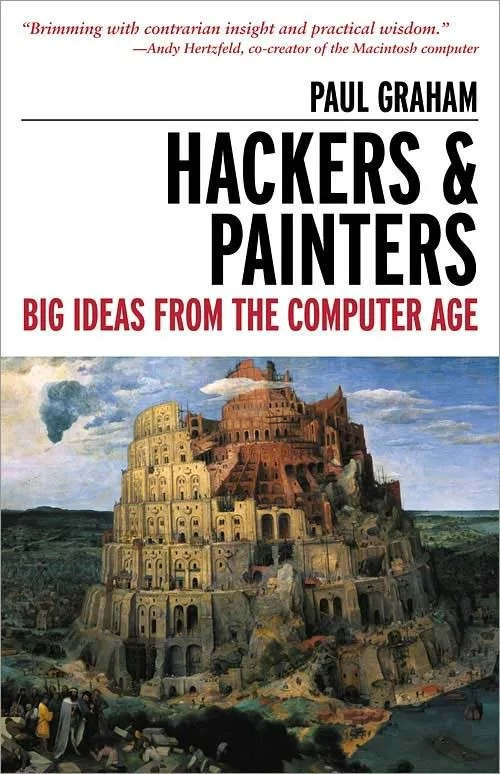 “Brimming with contrarian insight and practical wisdom.”
—Andy Hertzfeld, co-creator of the Macintosh computer
PAUL GRAHAM
HACKERS &
PAINTERS
BIG IDEAS FROM THE COMPUTER AGE